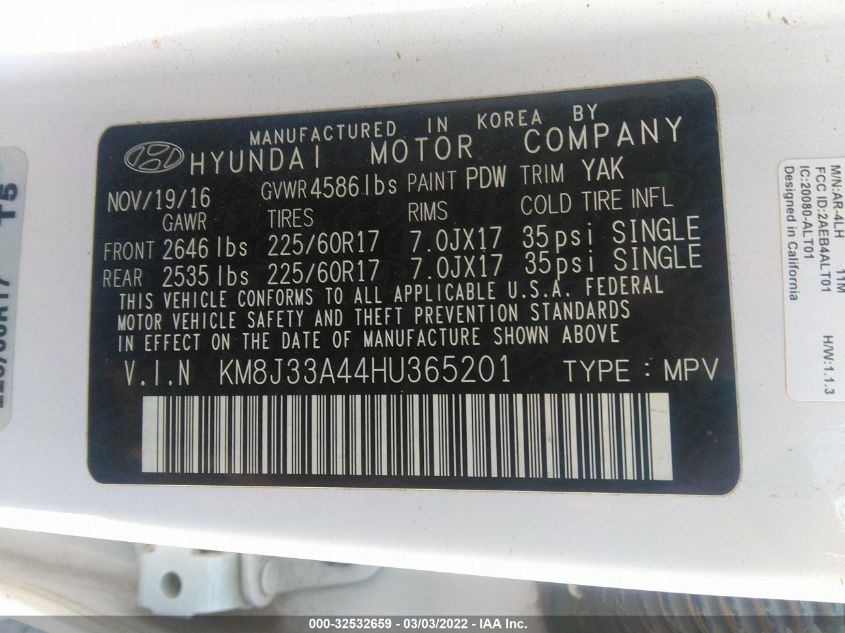 MANUFACTURED IN KOREA BY
HYUNDAI MOTOR COMPANY
NOV/19/16 GVWR 4586 lbs PAINT PDW TRIM YAK
GAWR TIRES RIMS COLD TIRE INFL
FRONT 2646 lbs 225/60R17 7.0JX17 35 psi SINGLE
REAR 2535 lbs 225/60R17 7.0JX17 35 psi SINGLE
THIS VEHICLE CONFORMS TO ALL APPLICABLE U.S.A. FEDERAL
MOTOR VEHICLE SAFETY AND THEFT PREVENTION STANDARDS
IN EFFECT ON THE DATE OF MANUFACTURE SHOWN ABOVE
V.I.N KM8J33A44HU365201 TYPE : MPV
M/N:AR-4LH 11M
FCC ID:2AEB4ALT01
IC:20080-ALT01
Designed in California H/W:1.1.3
000-32532659 - 03/03/2022 - IAA Inc.